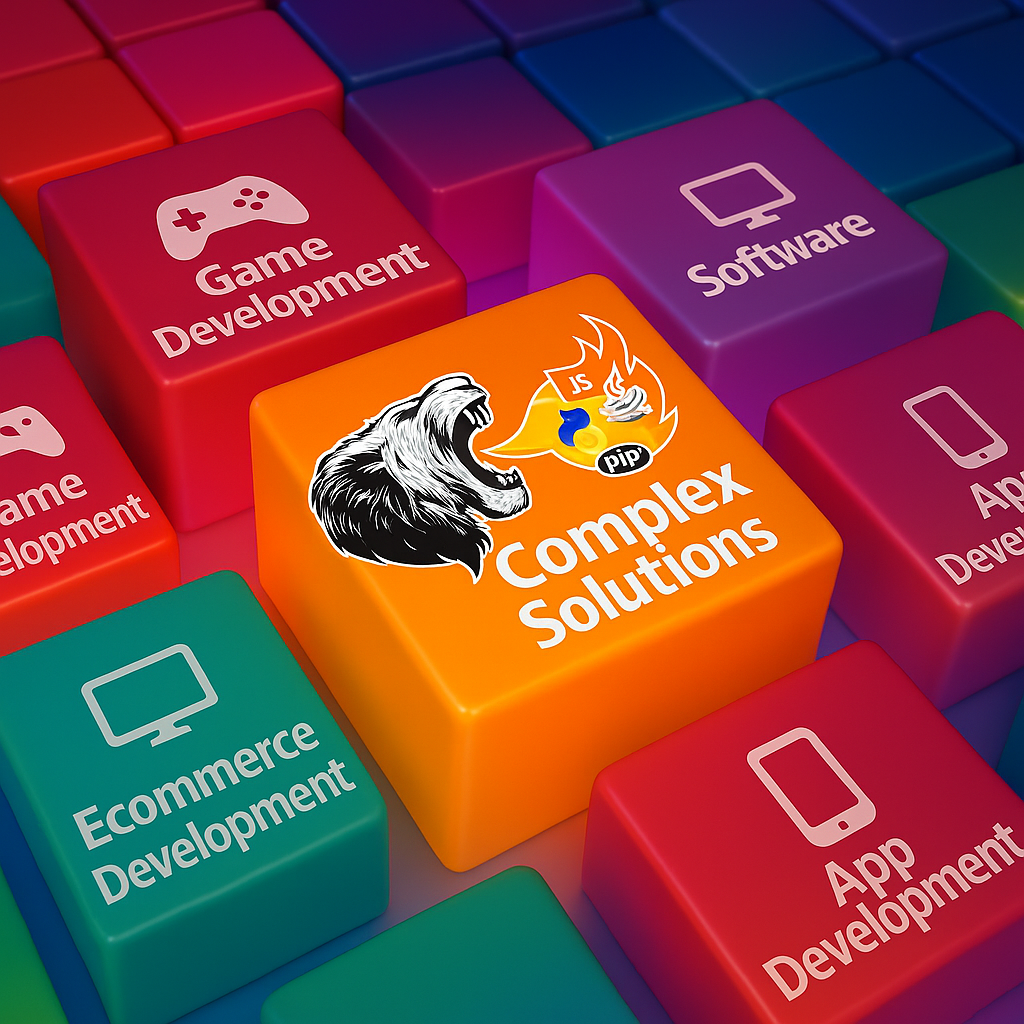 Game
Development
Software
JS
pip'
Complex
Solutions
App
Deve
ame
elopment
Ecommerce
Development
App
Development